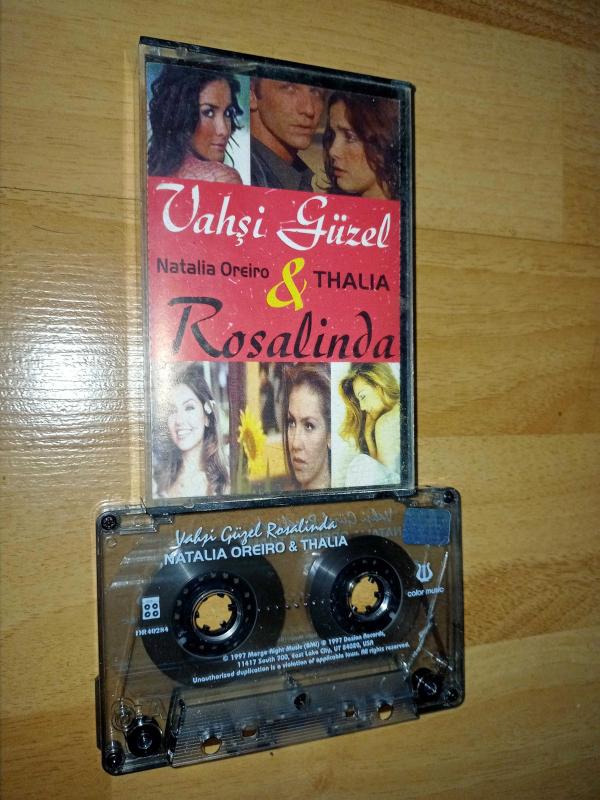 Vahşi Güzel
Natalia Oreiro & THALIA
Rosalinda
Vahşi Güzel Rosalinda
NATALIA OREIRO & THALIA
color music
DR40284
© 1997 Margo Right Music (BMI) ℗ 1997 Dozion Records,
11417 South 700, East Lake City, UT 84020, USA
Unauthorized duplication is a violation of applicable laws. All rights reserved.